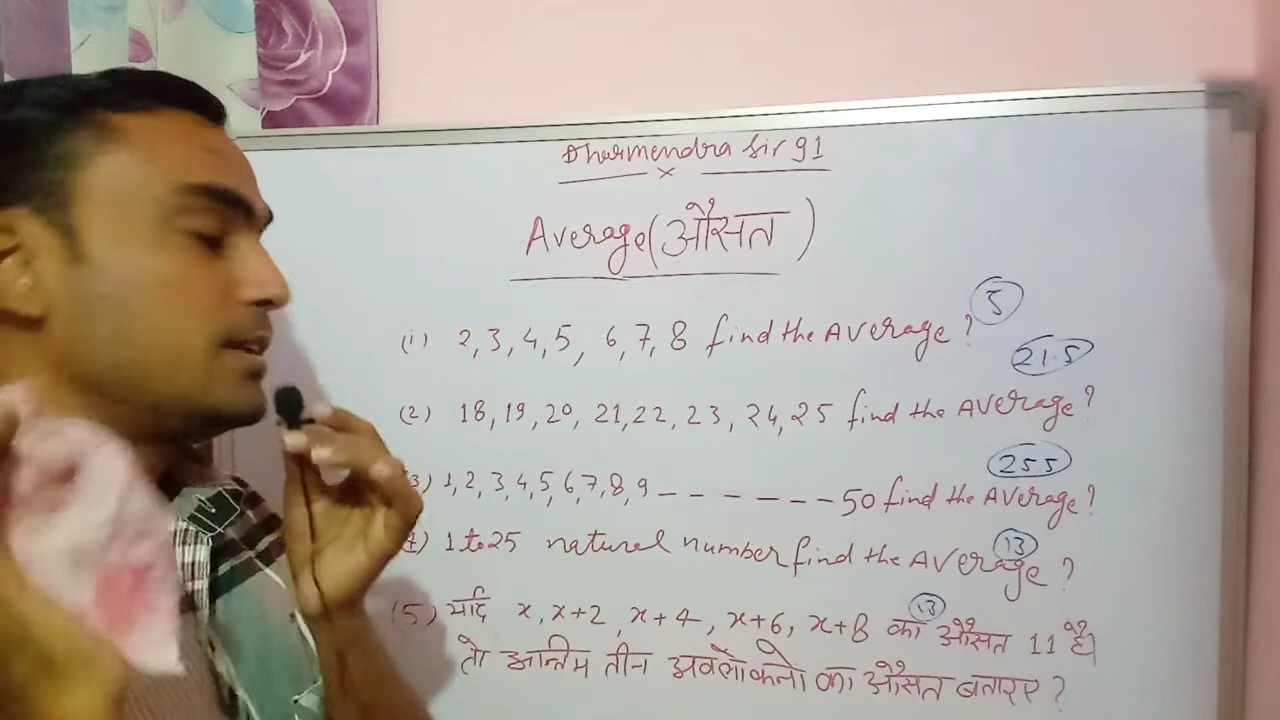 Dharmendra Sir 91
×
Average (औसत)
(1) 2, 3, 4, 5, 6, 7, 8 find the Average? 5
(2) 18, 19, 20, 21, 22, 23, 24, 25 find the Average? 21.5
3) 1, 2, 3, 4, 5, 6, 7, 8, 9 ------- 50 find the Average? 255
) 1 to 25 natural number find the Average? 13
(5) यदि x, x+2, x+4, x+6, x+8 का औसत 11 है। 13
तो अन्तिम तीन अवलोकनो का औसत बताइए?